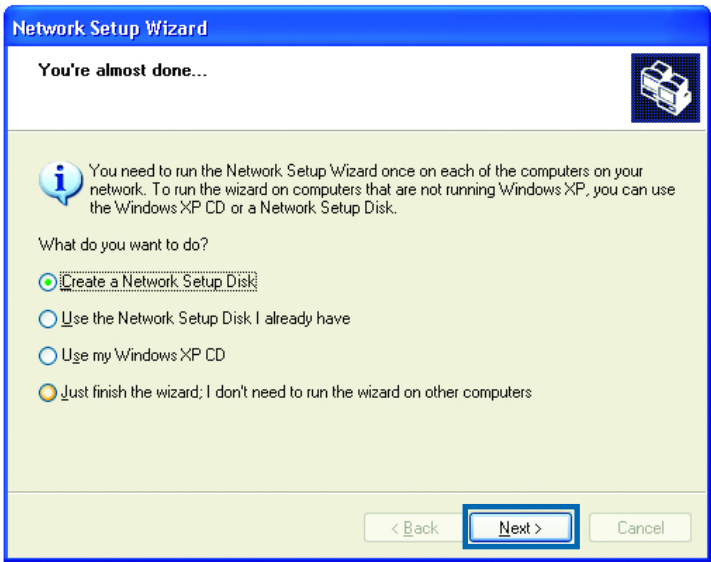 Network Setup Wizard
You're almost done...
You need to run the Network Setup Wizard once on each of the computers on your
network. To run the wizard on computers that are not running Windows XP, you can use
the Windows XP CD or a Network Setup Disk.
What do you want to do?
Create a Network Setup Disk
Use the Network Setup Disk I already have
Use my Windows XP CD
Just finish the wizard; I don't need to run the wizard on other computers
< Back Next > Cancel